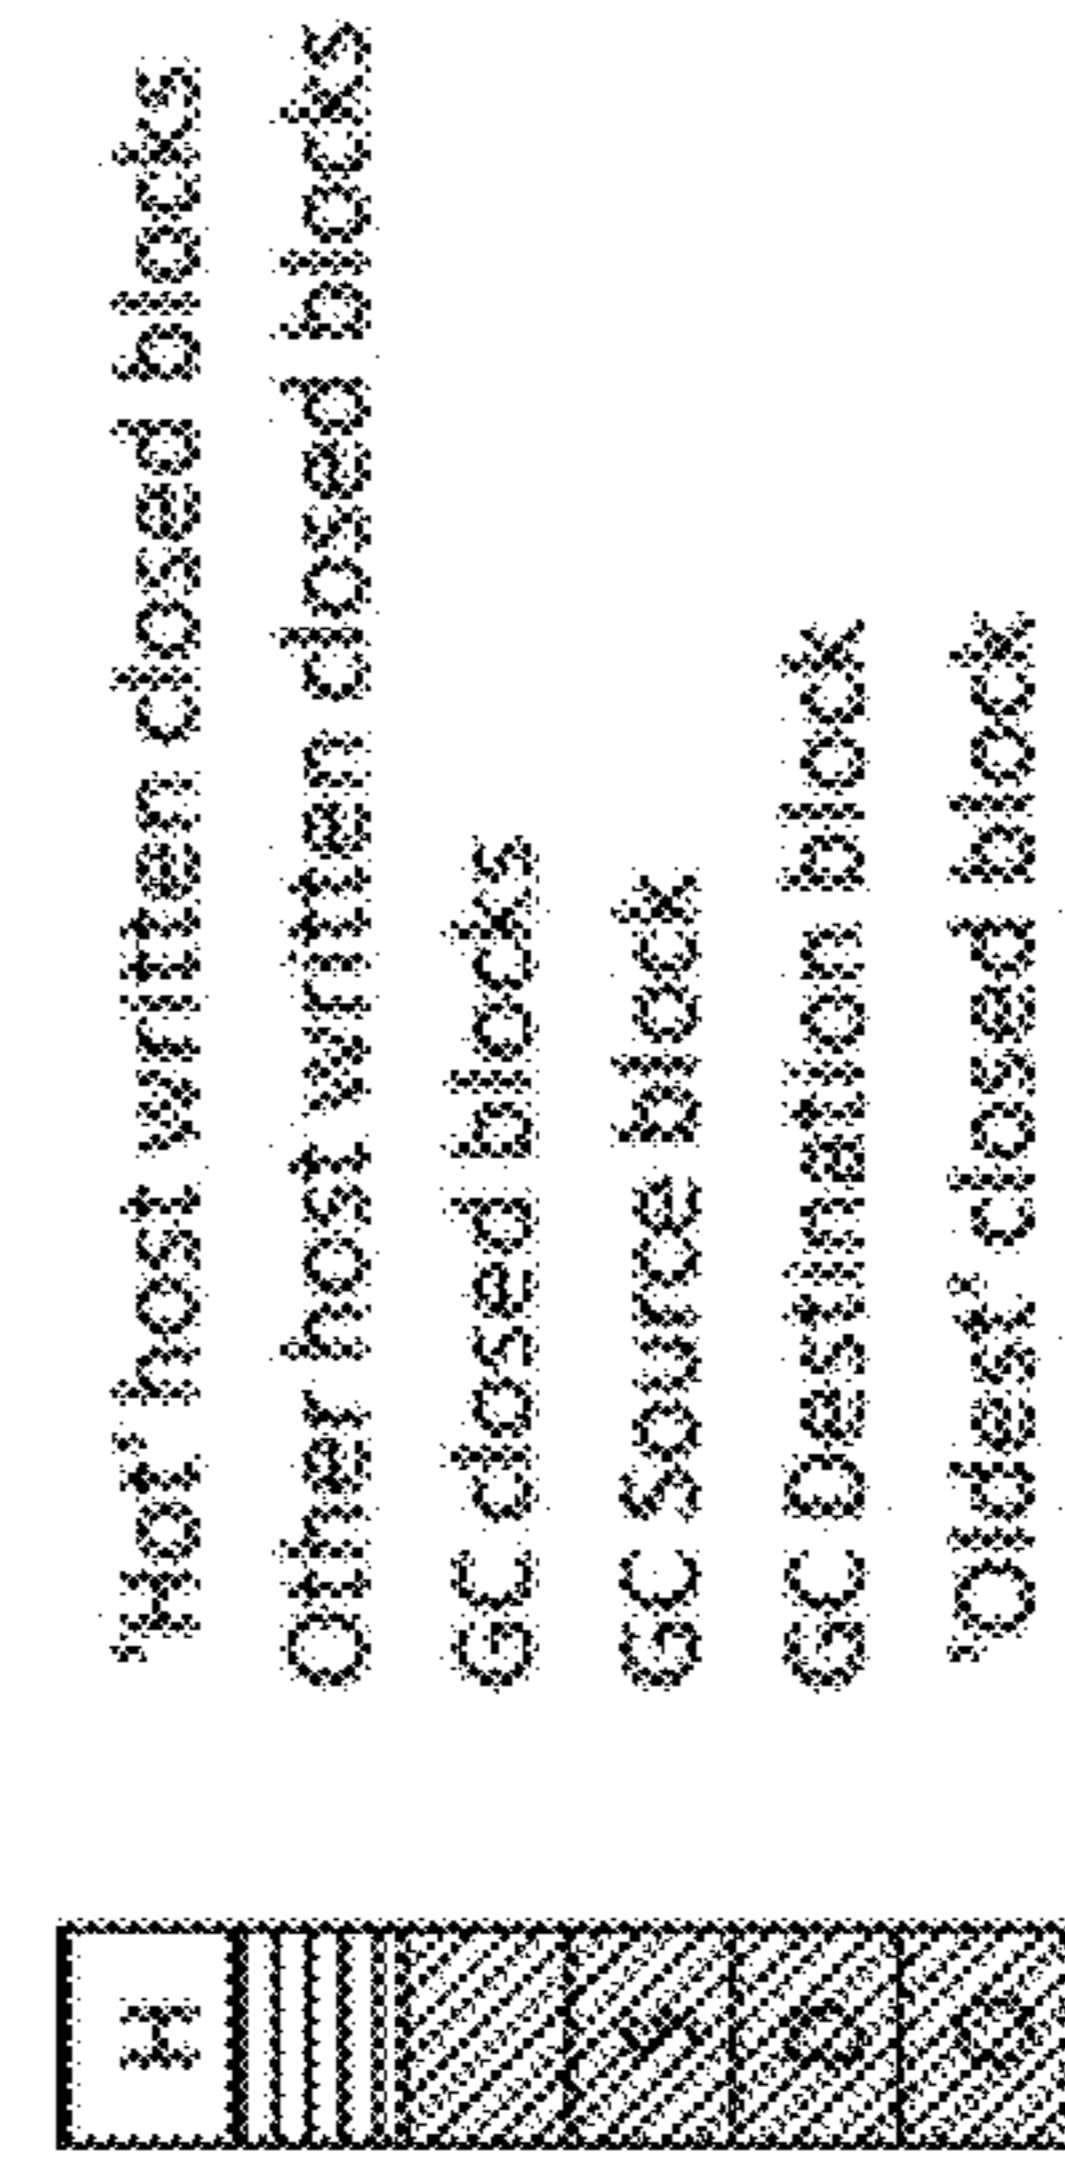 H "Hot" host written closed blocks
Other host written closed blocks
GC closed blocks
S GC Source block
D GC Destination block
O "Oldest" closed block